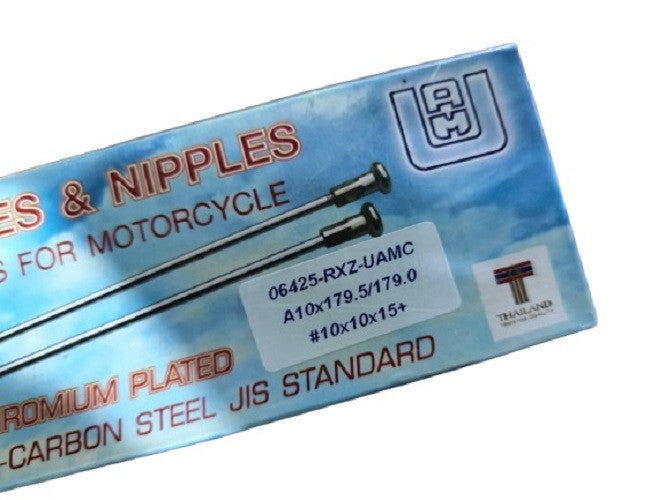 UAM
ES & NIPPLES
S FOR MOTORCYCLE
06425-RXZ-UAMC
A10x179.5/179.0
#10x10x15+
THAILAND
ROMIUM PLATED
-CARBON STEEL JIS STANDARD